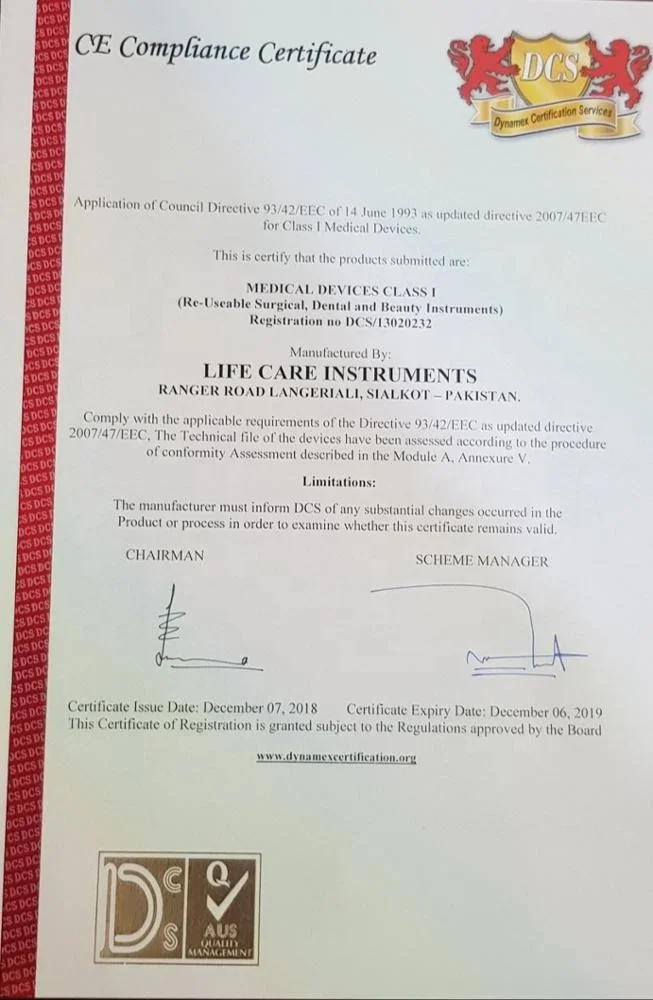 CE Compliance Certificate
DCS
Dynamex Certification Services
Application of Council Directive 93/42/EEC of 14 June 1993 as updated directive 2007/47EEC
for Class I Medical Devices.
This is certify that the products submitted are:
MEDICAL DEVICES CLASS I
(Re-Useable Surgical, Dental and Beauty Instruments)
Registration no DCS/13020232
Manufactured By:
LIFE CARE INSTRUMENTS
RANGER ROAD LANGERIALI, SIALKOT – PAKISTAN.
Comply with the applicable requirements of the Directive 93/42/EEC as updated directive
2007/47/EEC, The Technical file of the devices have been assessed according to the procedure
of conformity Assessment described in the Module A, Annexure V.
Limitations:
The manufacturer must inform DCS of any substantial changes occurred in the
Product or process in order to examine whether this certificate remains valid.
CHAIRMAN
SCHEME MANAGER
Certificate Issue Date: December 07, 2018 Certificate Expiry Date: December 06, 2019
This Certificate of Registration is granted subject to the Regulations approved by the Board
www.dynamexcertification.org
DCS
Q
AUS
QUALITY
MANAGEMENT